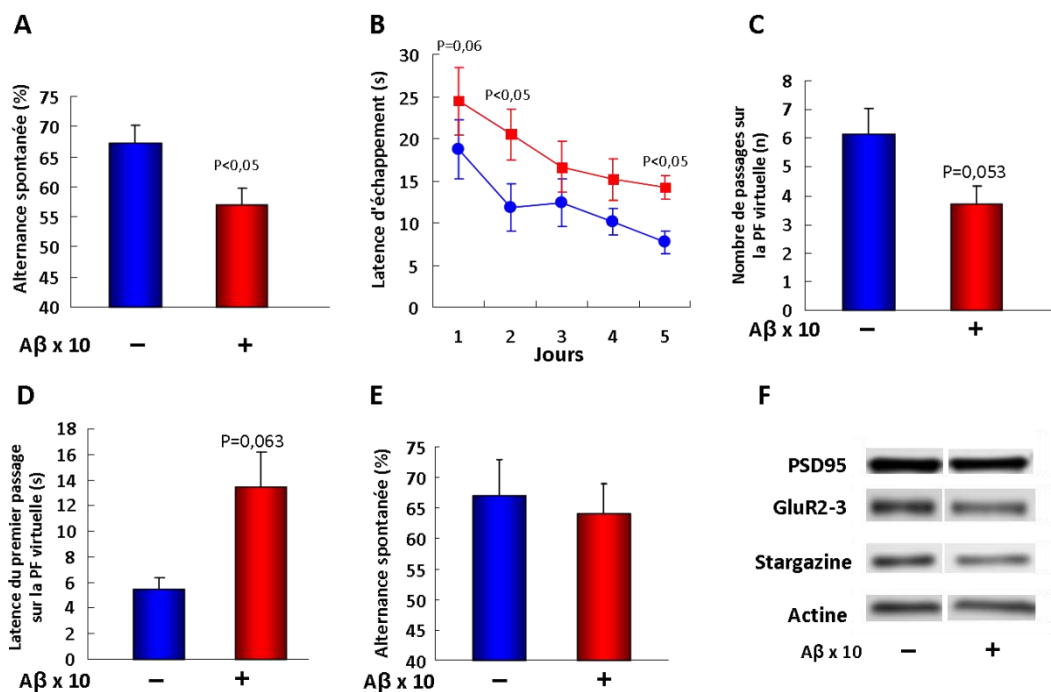 A
Alternance spontanée (%)
75
70
65
60
55
50
45
40
P<0,05
Aβ x 10 – +
B
Latence d'échappement (s)
30
25
20
15
10
5
0
P=0,06
P<0,05
P<0,05
1 2 3 4 5
Jours
C
Nombre de passages sur
la PF virtuelle (n)
8
7
6
5
4
3
2
1
0
P=0,053
Aβ x 10 – +
D
Latence du premier passage
sur la PF virtuelle (s)
18
16
14
12
10
8
6
4
2
0
P=0,063
Aβ x 10 – +
E
Alternance spontanée (%)
75
70
65
60
55
50
45
40
Aβ x 10 – +
F
PSD95
GluR2-3
Stargazine
Actine
Aβ x 10 – +